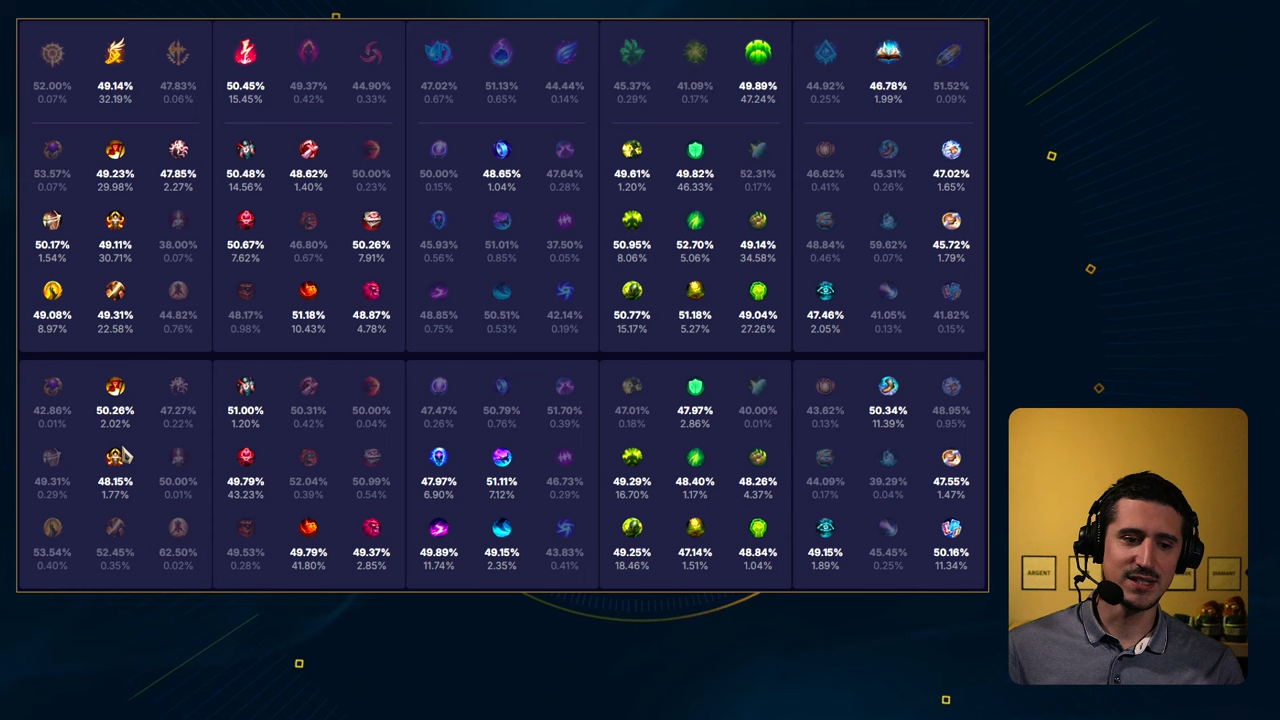 52.00% 49.14% 47.83% 50.45% 49.37% 44.90% 47.02% 51.13% 44.44% 45.37% 41.09% 49.89% 44.92% 46.78% 51.52%
0.07% 32.19% 0.06% 15.45% 0.42% 0.33% 0.67% 0.65% 0.14% 0.29% 0.17% 47.24% 0.25% 1.99% 0.09%
53.57% 49.23% 47.85% 50.48% 48.62% 50.00% 50.00% 48.65% 47.64% 49.61% 49.82% 52.31% 46.62% 45.31% 47.02%
0.07% 29.98% 2.27% 14.56% 1.40% 0.23% 0.15% 1.04% 0.28% 1.20% 46.33% 0.17% 0.41% 0.26% 1.65%
50.17% 49.11% 38.00% 50.67% 46.80% 50.26% 45.93% 51.01% 37.50% 50.95% 52.70% 49.14% 48.84% 59.62% 45.72%
1.54% 30.71% 0.07% 7.62% 0.67% 7.91% 0.56% 0.85% 0.05% 8.06% 5.06% 34.58% 0.46% 0.07% 1.79%
49.08% 49.31% 44.82% 48.17% 51.18% 48.87% 48.85% 50.51% 42.14% 50.77% 51.18% 49.04% 47.46% 41.05% 41.82%
8.97% 22.58% 0.76% 0.98% 10.43% 4.78% 0.75% 0.53% 0.19% 15.17% 5.27% 27.26% 2.05% 0.13% 0.15%
42.86% 50.26% 47.27% 51.00% 50.31% 50.00% 47.47% 50.79% 51.70% 47.01% 47.97% 40.00% 43.62% 50.34% 48.95%
0.01% 2.02% 0.22% 1.20% 0.42% 0.04% 0.26% 0.76% 0.39% 0.18% 2.86% 0.01% 0.13% 11.39% 0.95%
49.31% 48.15% 50.00% 49.79% 52.04% 50.99% 47.97% 51.11% 46.73% 49.29% 48.40% 48.26% 44.09% 39.29% 47.55%
0.29% 1.77% 0.01% 43.23% 0.39% 0.54% 6.90% 7.12% 0.29% 16.70% 1.17% 4.37% 0.17% 0.04% 1.47%
53.54% 52.45% 62.50% 49.53% 49.79% 49.37% 49.89% 49.15% 43.83% 49.25% 47.14% 48.84% 49.15% 45.45% 50.16%
0.40% 0.35% 0.02% 0.28% 41.80% 2.85% 11.74% 2.35% 0.41% 18.46% 1.51% 1.04% 1.89% 0.25% 11.34%
ARGENT
DIAMANT